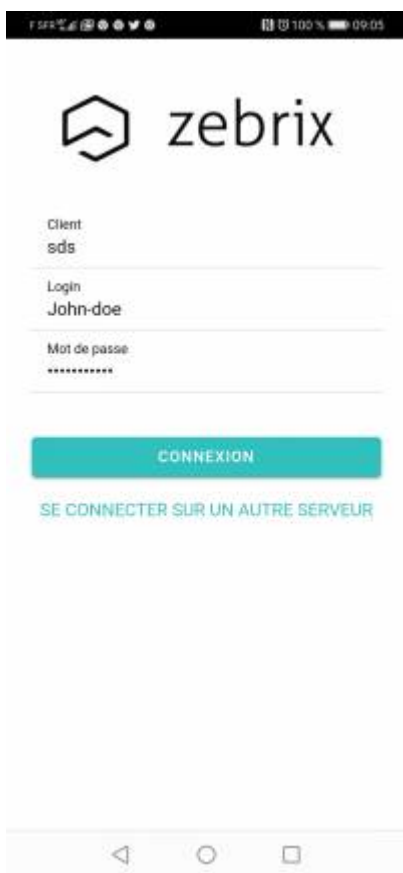 F SFR 100 % 09:05
zebrix
Client
sds
Login
John-doe
Mot de passe
•••••••••••
CONNEXION
SE CONNECTER SUR UN AUTRE SERVEUR